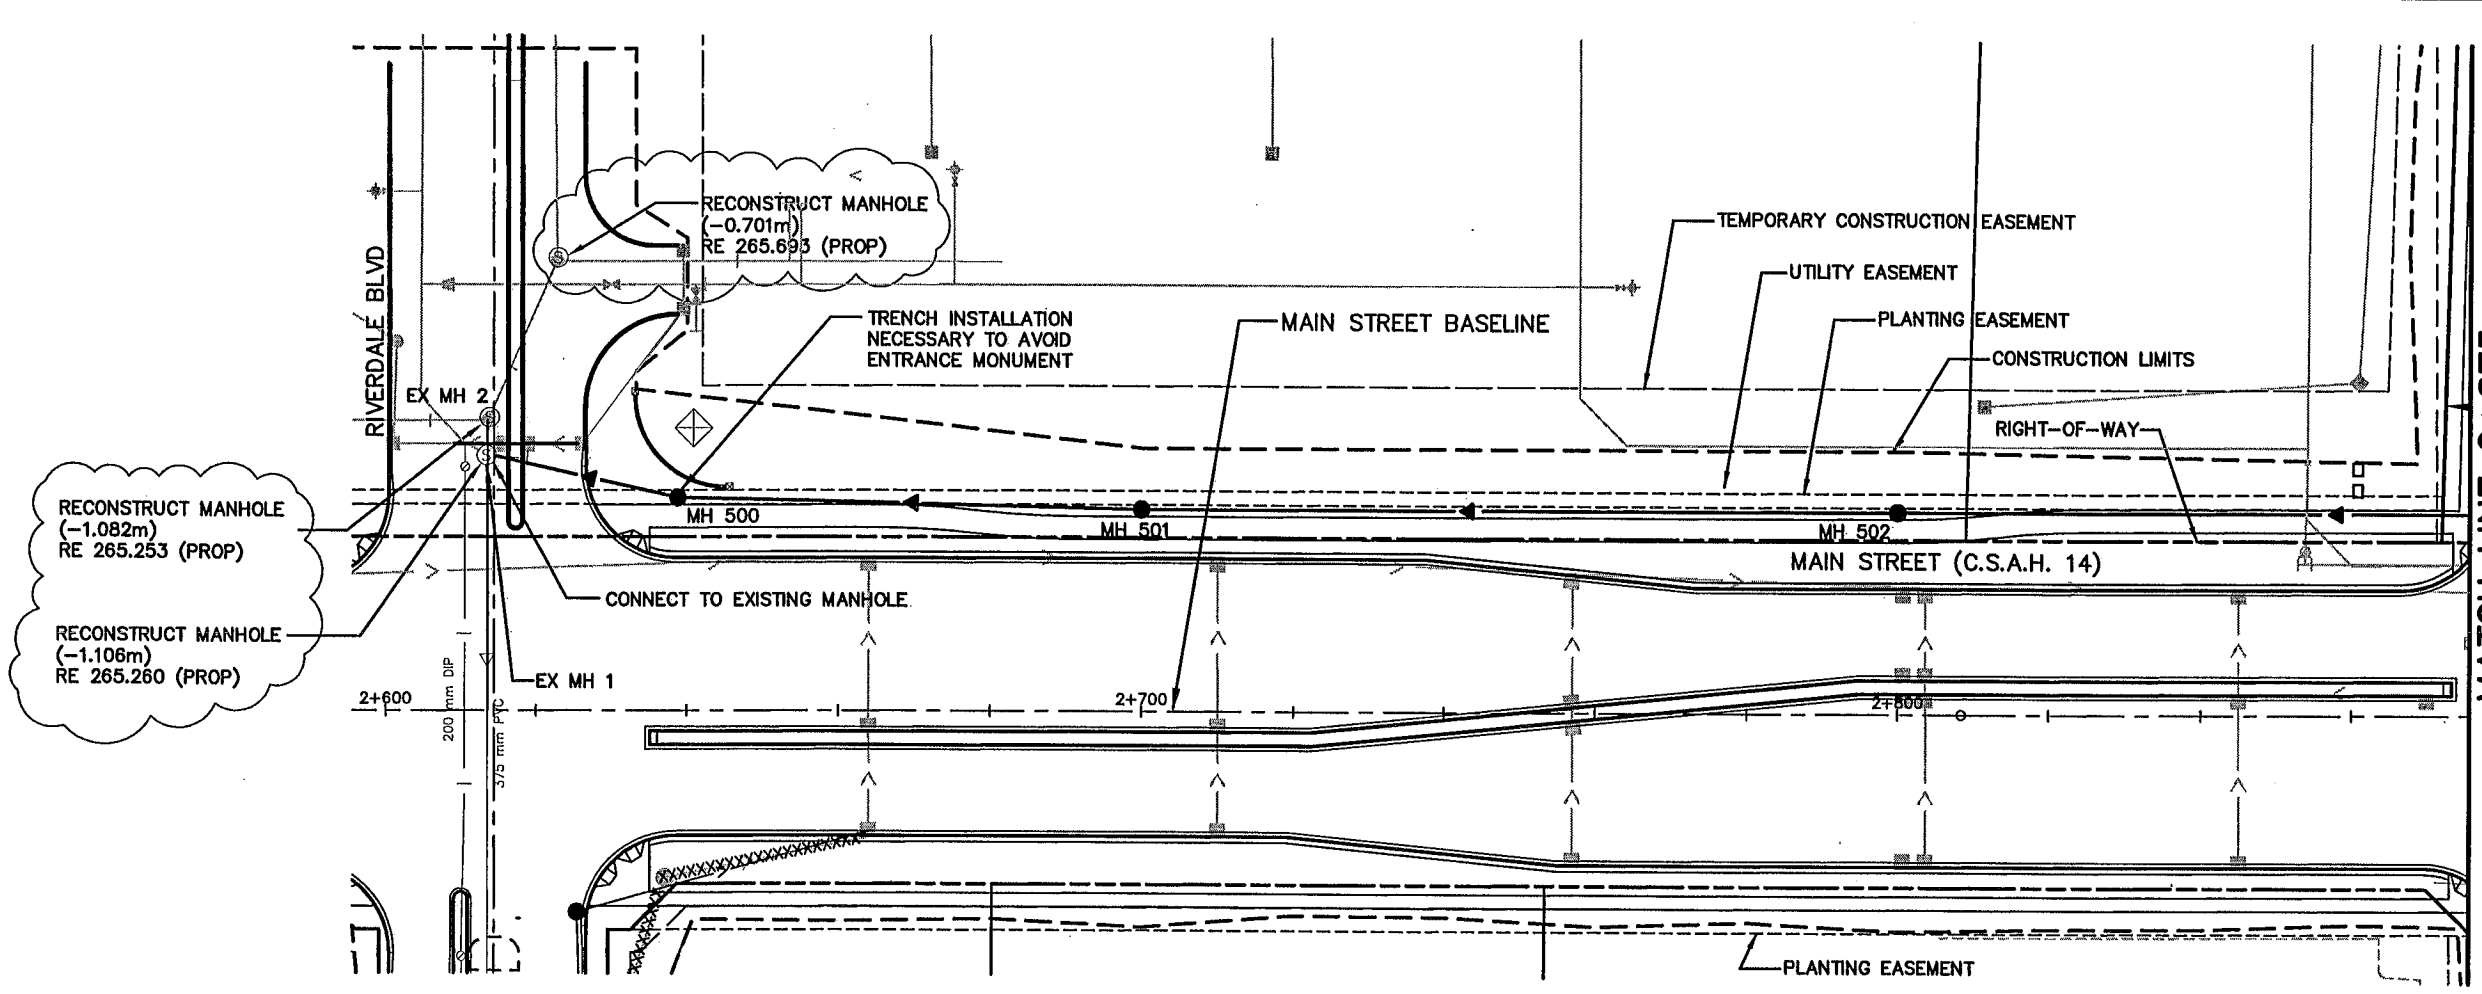 RECONSTRUCT MANHOLE
(-0.701m)
RE 265.693 (PROP)
TEMPORARY CONSTRUCTION EASEMENT
UTILITY EASEMENT
PLANTING EASEMENT
MAIN STREET BASELINE
CONSTRUCTION LIMITS
TRENCH INSTALLATION
NECESSARY TO AVOID
ENTRANCE MONUMENT
RIVERDALE BLVD
EX MH 2
RIGHT-OF-WAY
RECONSTRUCT MANHOLE
(-1.082m)
RE 265.253 (PROP)
MH 500
MH 501
MH 502
MAIN STREET (C.S.A.H. 14)
CONNECT TO EXISTING MANHOLE
RECONSTRUCT MANHOLE
(-1.106m)
RE 265.260 (PROP)
EX MH 1
200 mm DIP
375 mm PVC
2+600
2+700
2+800
PLANTING EASEMENT